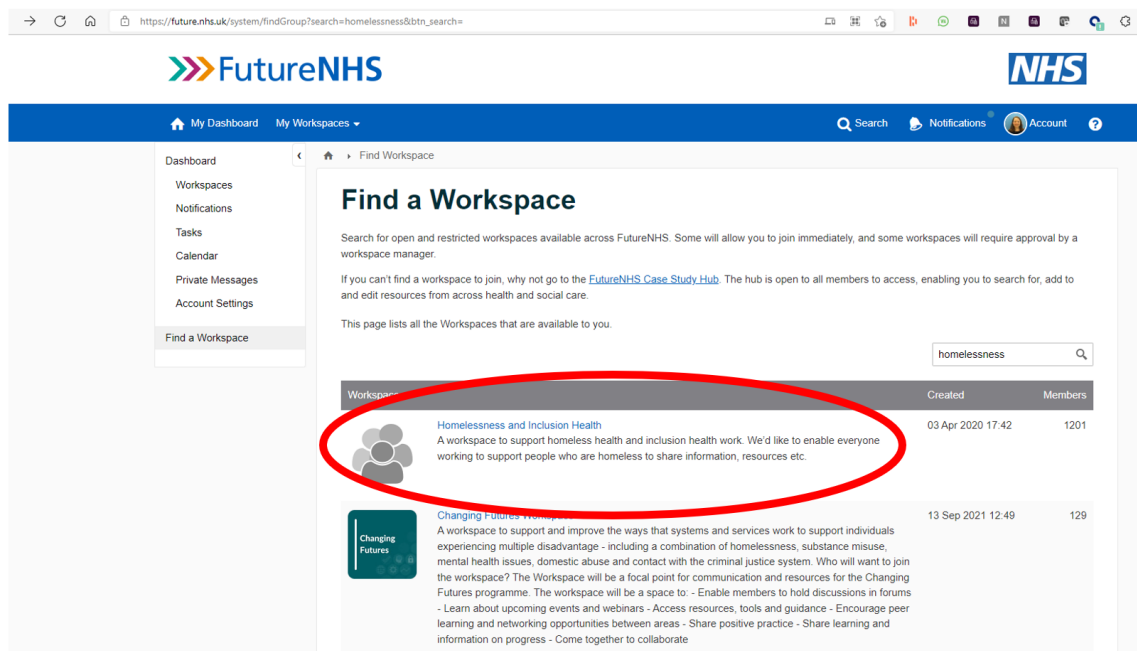 https://future.nhs.uk/system/findGroup?search=homelessness&btn_search=
FutureNHS
NHS
My Dashboard My Workspaces
Search Notifications Account ?
Dashboard
Workspaces
Notifications
Tasks
Calendar
Private Messages
Account Settings
Find a Workspace
Find Workspace
Find a Workspace
Search for open and restricted workspaces available across FutureNHS. Some will allow you to join immediately, and some workspaces will require approval by a
workspace manager.
If you can't find a workspace to join, why not go to the FutureNHS Case Study Hub. The hub is open to all members to access, enabling you to search for, add to
and edit resources from across health and social care.
This page lists all the Workspaces that are available to you.
homelessness
Workspace Created Members
Homelessness and Inclusion Health 03 Apr 2020 17:42 1201
A workspace to support homeless health and inclusion health work. We'd like to enable everyone
working to support people who are homeless to share information, resources etc.
Changing
Futures
Changing Futures Workspace 13 Sep 2021 12:49 129
A workspace to support and improve the ways that systems and services work to support individuals
experiencing multiple disadvantage - including a combination of homelessness, substance misuse,
mental health issues, domestic abuse and contact with the criminal justice system. Who will want to join
the workspace? The Workspace will be a focal point for communication and resources for the Changing
Futures programme. The workspace will be a space to: - Enable members to hold discussions in forums
- Learn about upcoming events and webinars - Access resources, tools and guidance - Encourage peer
learning and networking opportunities between areas - Share positive practice - Share learning and
information on progress - Come together to collaborate